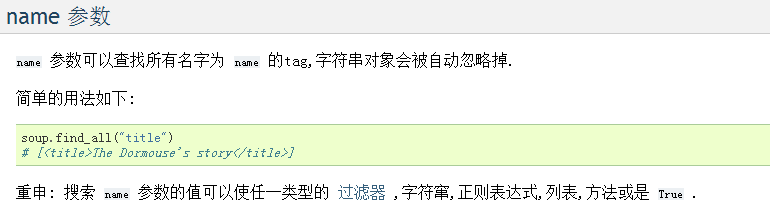 name 参数
name 参数可以查找所有名字为 name 的tag,字符串对象会被自动忽略掉.
简单的用法如下:
soup.find_all("title")
# [<title>The Dormouse's story</title>]
重申: 搜索 name 参数的值可以使任一类型的 过滤器 ,字符窜,正则表达式,列表,方法或是 True .